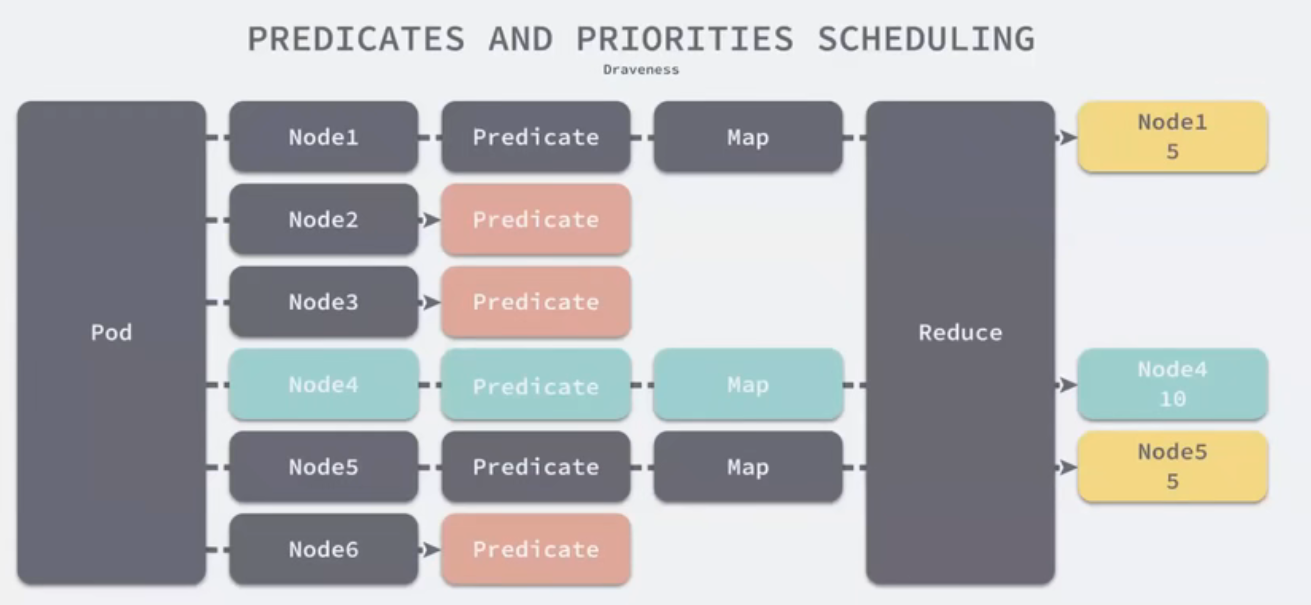 PREDICATES AND PRIORITIES SCHEDULING
Draveness
Pod
Node1
Predicate
Map
Node2
Predicate
Node3
Predicate
Node4
Predicate
Map
Node5
Predicate
Map
Node6
Predicate
Reduce
Node1
5
Node4
10
Node5
5